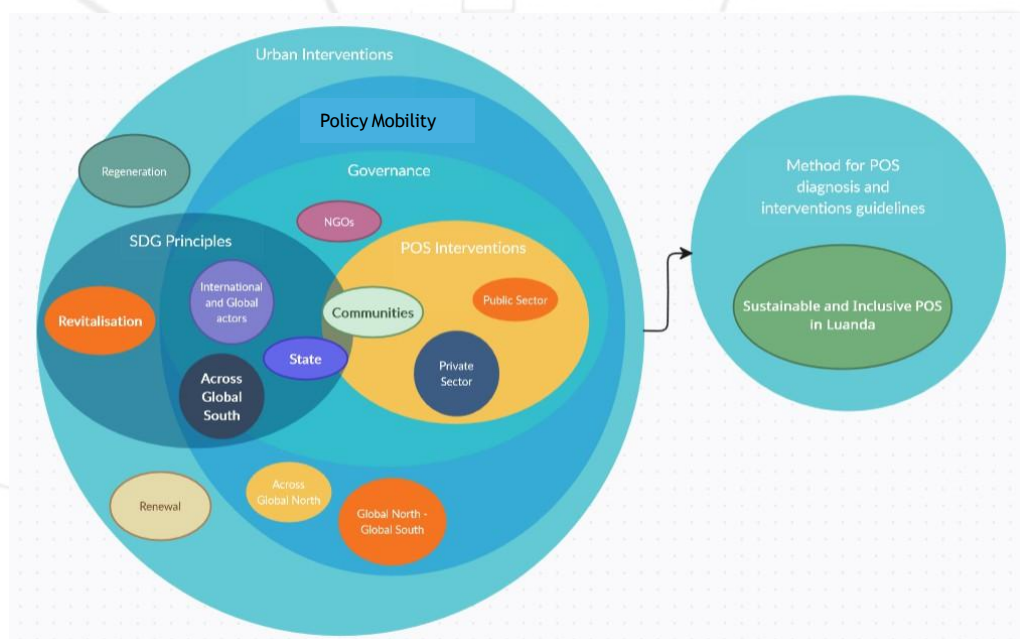 Urban Interventions
Policy Mobility
Governance
Regeneration
NGOs
SDG Principles
POS Interventions
International
and Global
actors
Public Sector
Communities
Revitalisation
State
Private
Sector
Across
Global
South
Across
Global North
Renewal
Global North -
Global South
Method for POS
diagnosis and
interventions guidelines
Sustainable and Inclusive POS
in Luanda